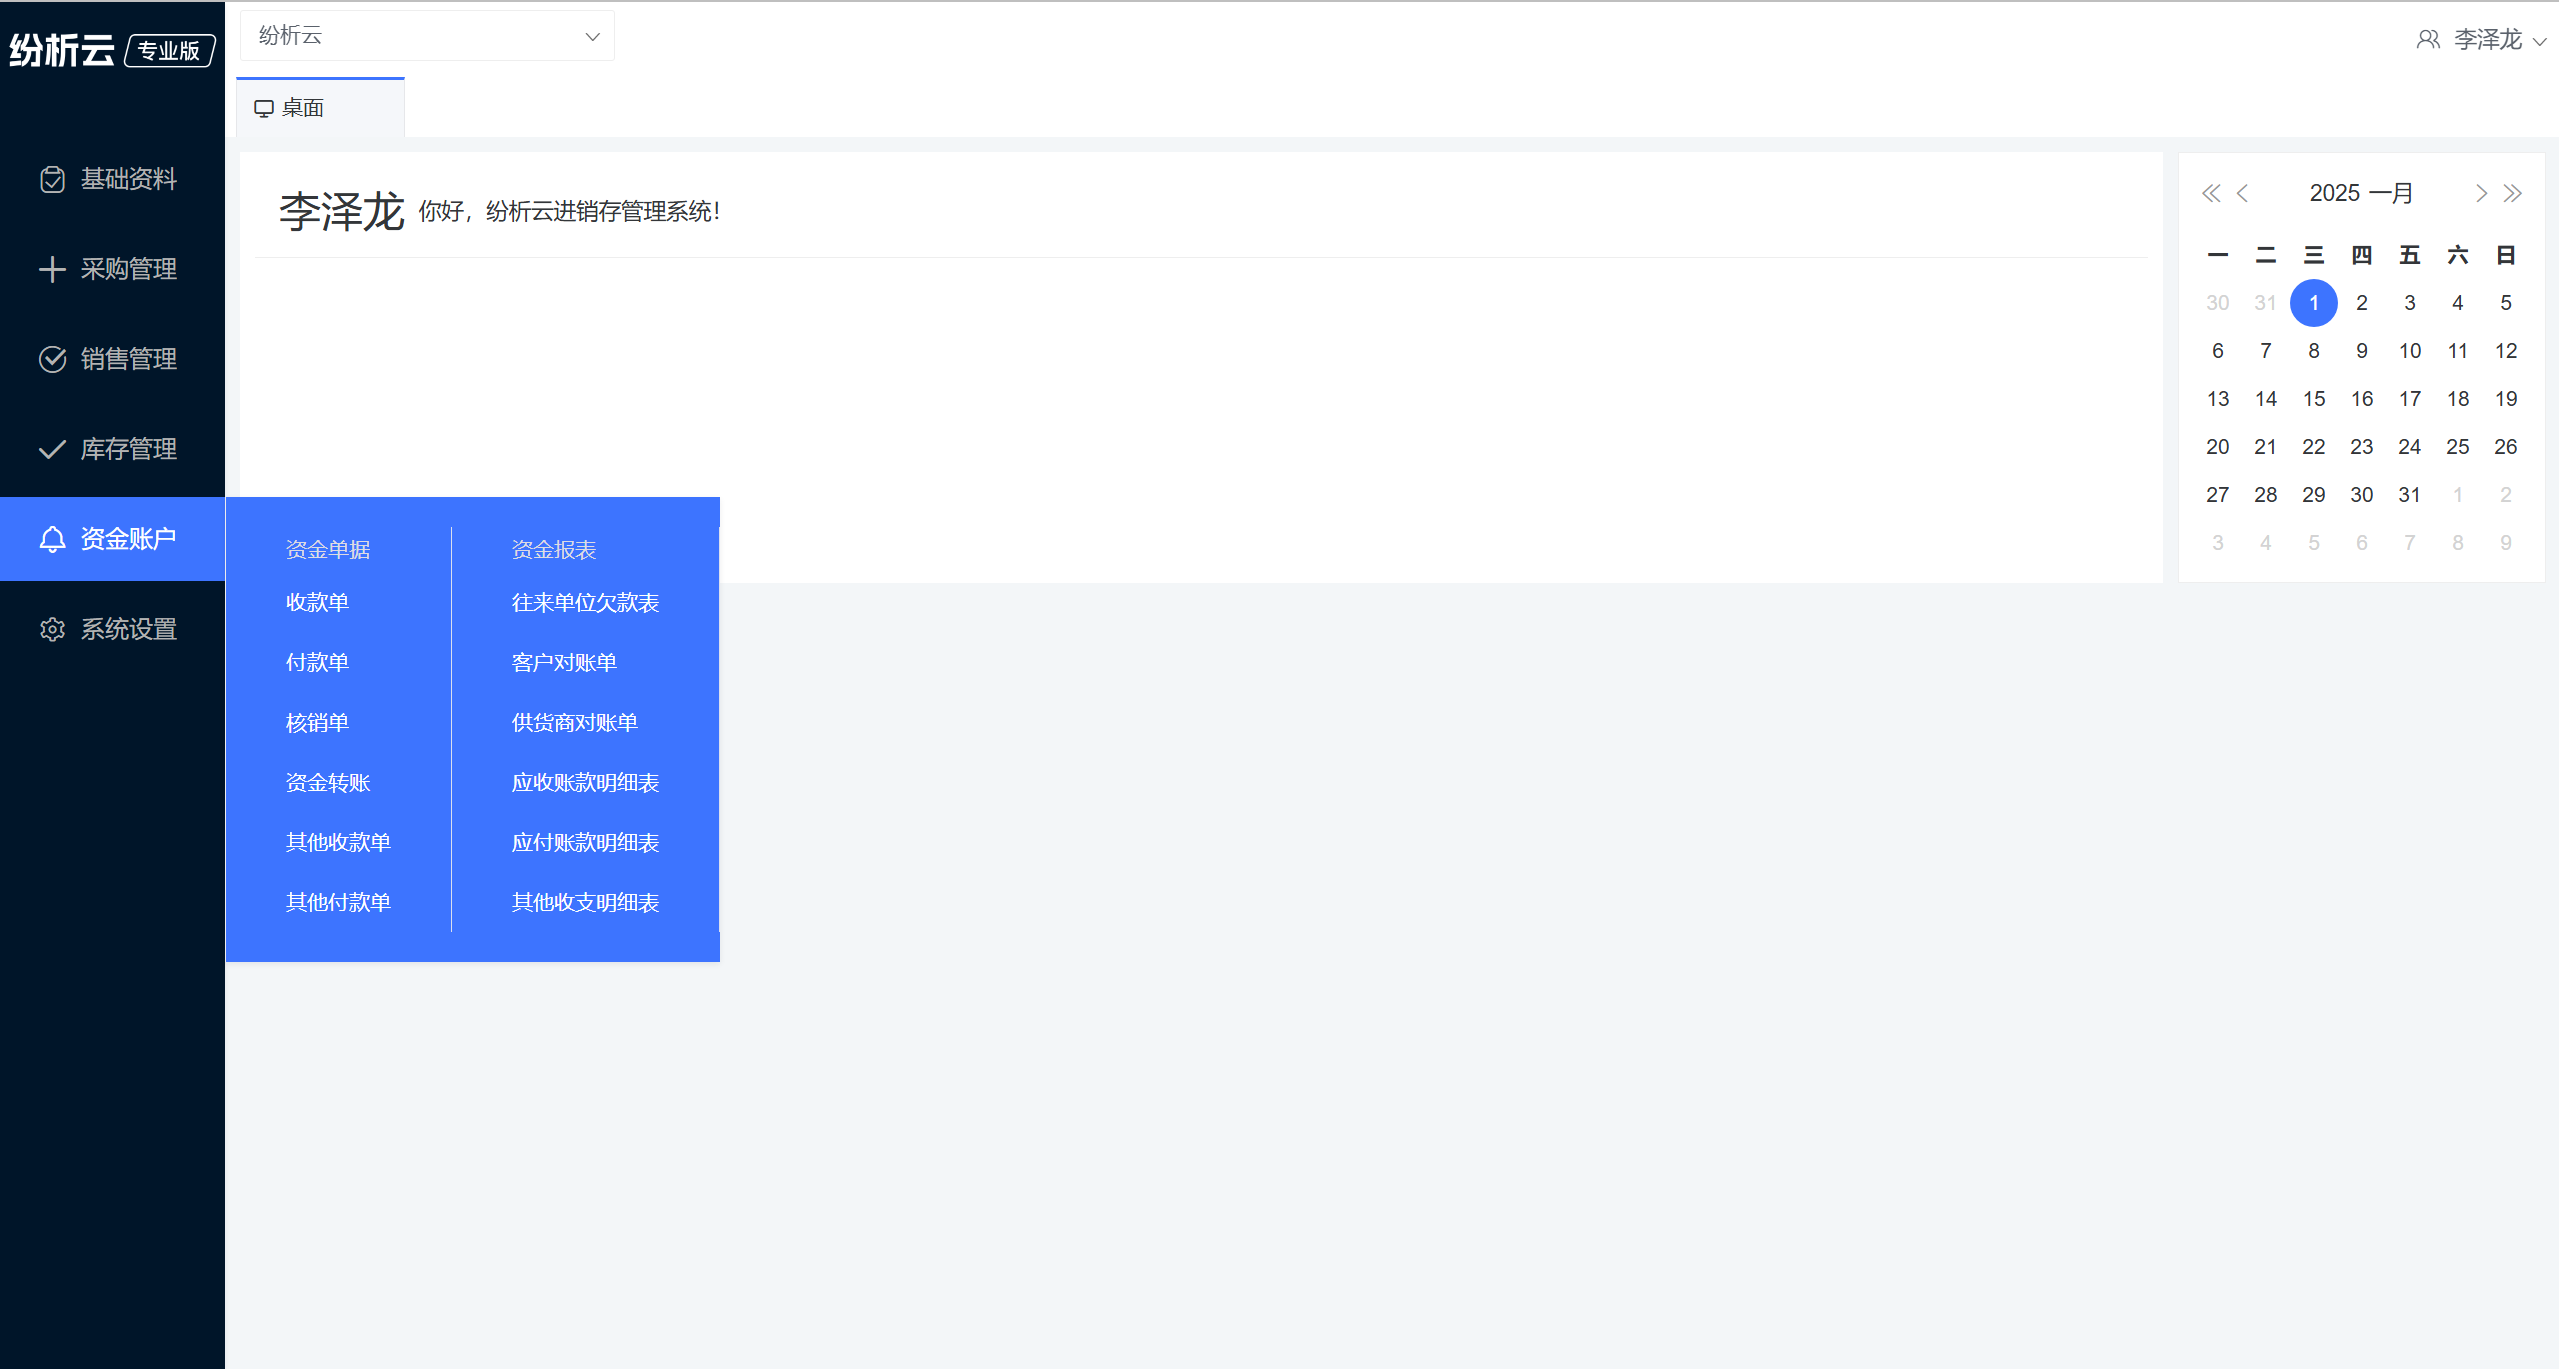 纷析云 专业版
纷析云
李泽龙
桌面
基础资料
采购管理
销售管理
库存管理
资金账户
系统设置
李泽龙 你好，纷析云进销存管理系统！
资金单据
收款单
付款单
核销单
资金转账
其他收款单
其他付款单
资金报表
往来单位欠款表
客户对账单
供货商对账单
应收账款明细表
应付账款明细表
其他收支明细表
2025 一月
一 二 三 四 五 六 日
30 31 1 2 3 4 5
6 7 8 9 10 11 12
13 14 15 16 17 18 19
20 21 22 23 24 25 26
27 28 29 30 31 1 2
3 4 5 6 7 8 9